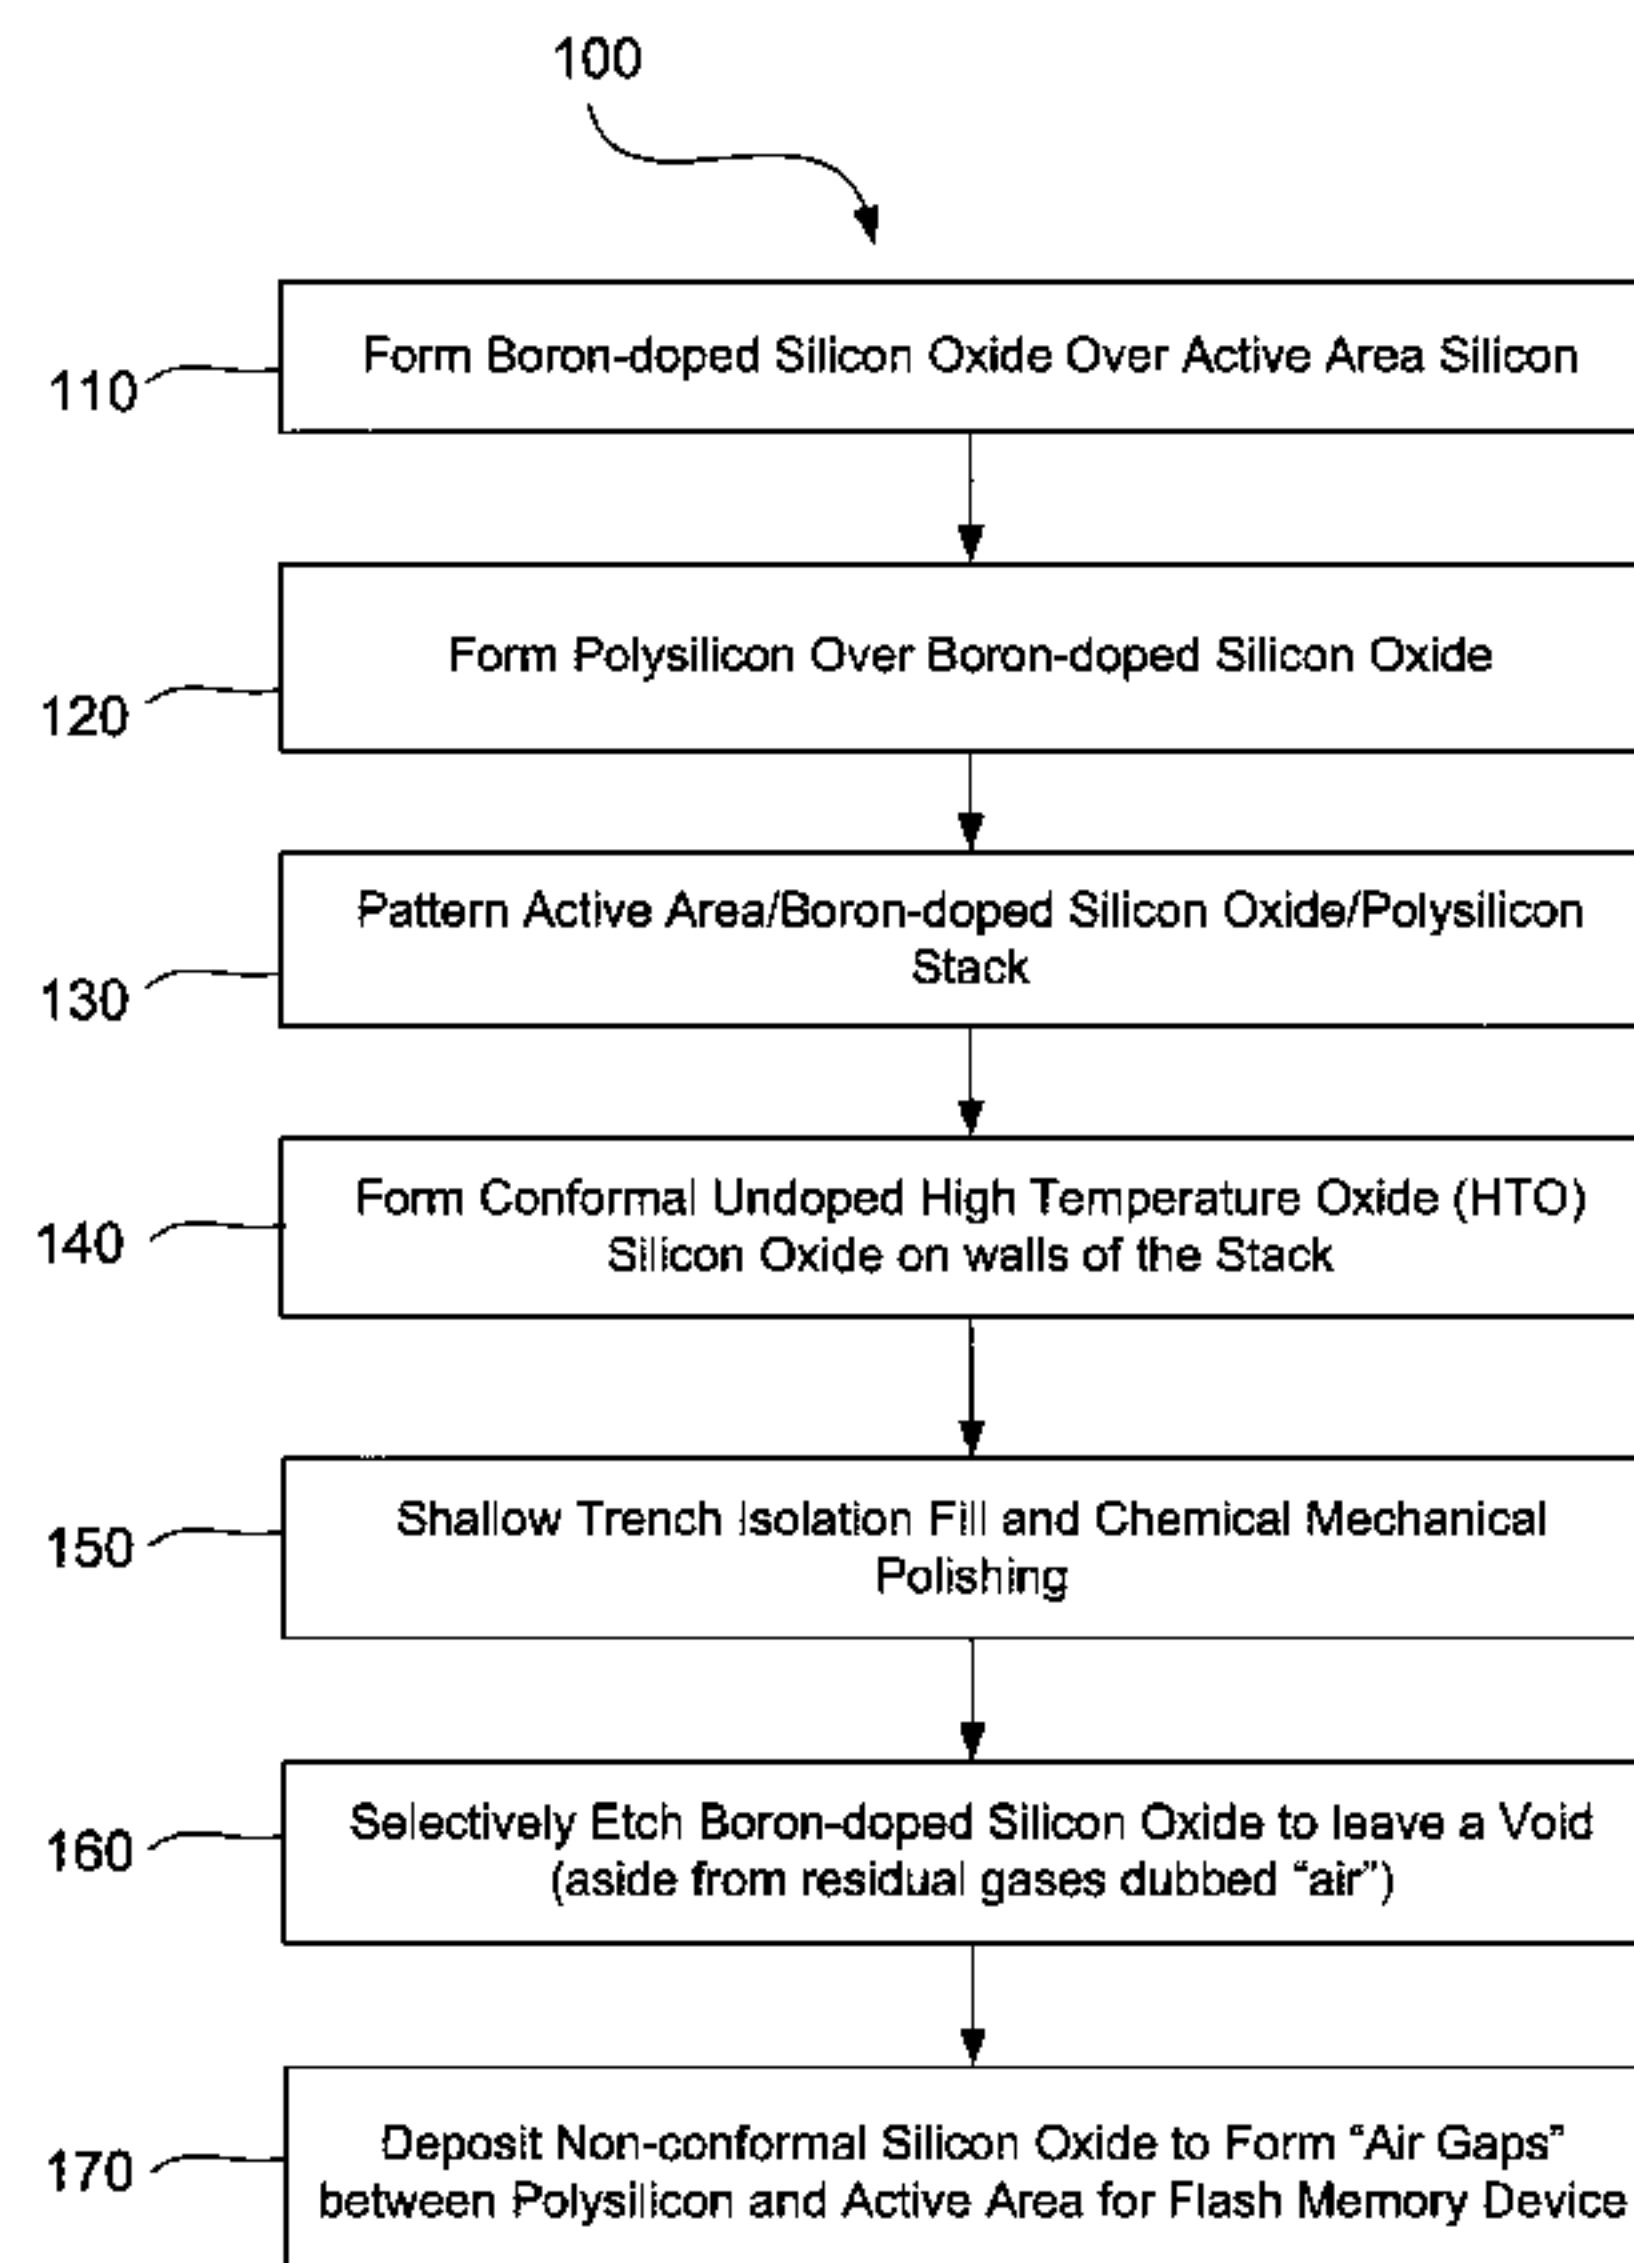 100
110
Form Boron-doped Silicon Oxide Over Active Area Silicon
120
Form Polysilicon Over Boron-doped Silicon Oxide
130
Pattern Active Area/Boron-doped Silicon Oxide/Polysilicon
Stack
140
Form Conformal Undoped High Temperature Oxide (HTO)
Silicon Oxide on walls of the Stack
150
Shallow Trench Isolation Fill and Chemical Mechanical
Polishing
160
Selectively Etch Boron-doped Silicon Oxide to leave a Void
(aside from residual gases dubbed “air”)
170
Deposit Non-conformal Silicon Oxide to Form “Air Gaps”
between Polysilicon and Active Area for Flash Memory Device